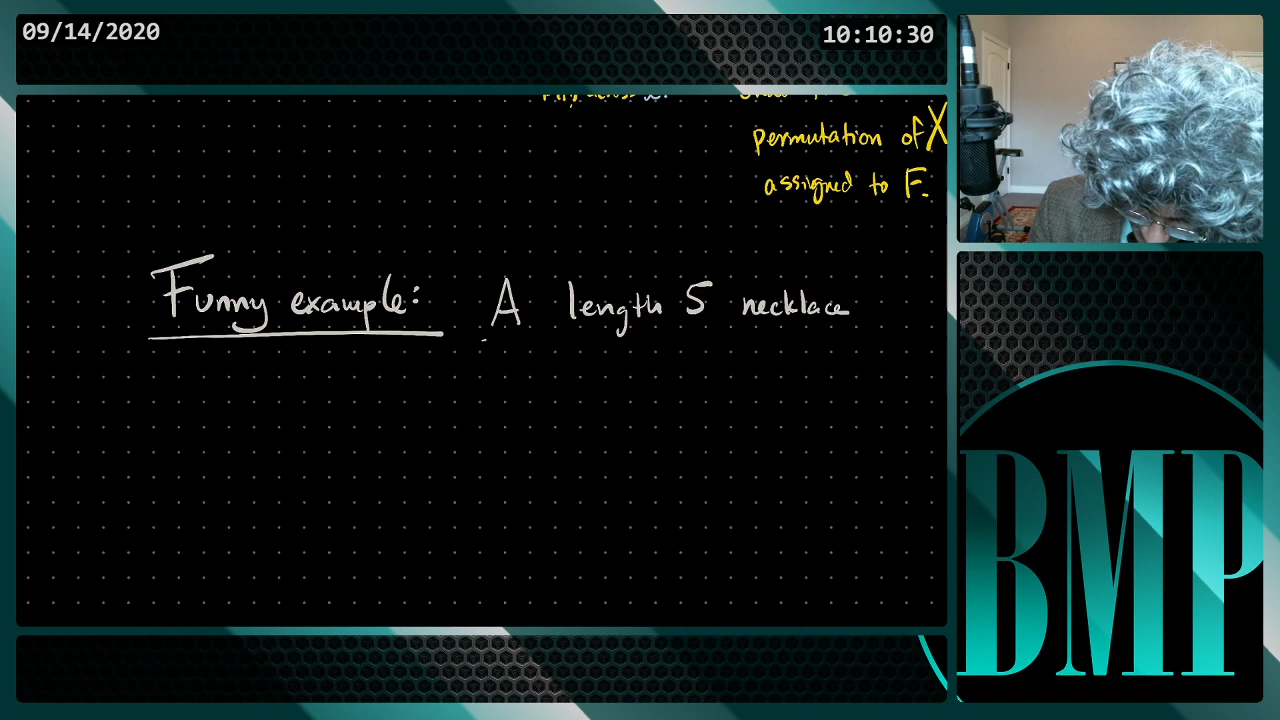 09/14/2020
10:10:30
permutation of X
assigned to F.
Funny example: A length 5 necklace
BMP